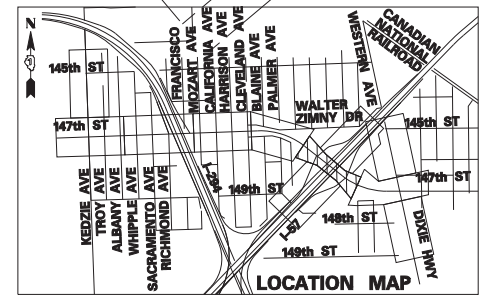 N
FRANCISCO AVE
MOZART AVE
CALIFORNIA AVE
HARRISON AVE
CLEVELAND AVE
BLAINE AVE
PALMER AVE
WESTERN AVE
CANADIAN
NATIONAL
RAILROAD
145th ST
WALTER
ZIMNY DR
147th ST
145th ST
KEDZIE AVE
TROY AVE
ALBANY AVE
WHIPPLE AVE
SACRAMENTO AVE
RICHMOND AVE
I-294
149th ST
147th ST
I-57
148th ST
149th ST
DIXIE HWY
LOCATION MAP